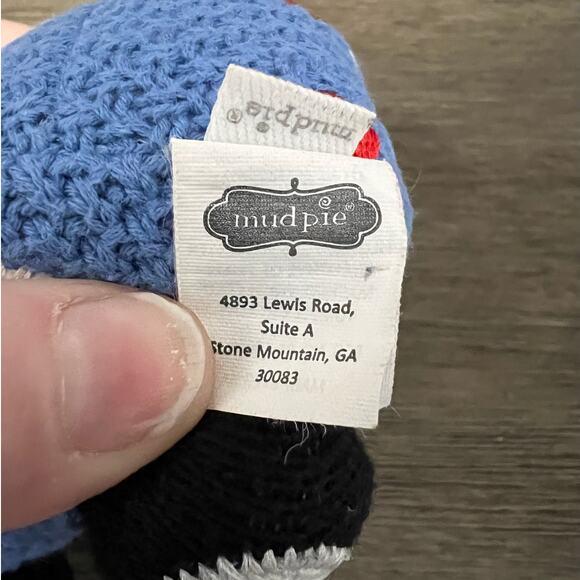 mudpie®
mudpie®
4893 Lewis Road,
Suite A
Stone Mountain, GA
30083